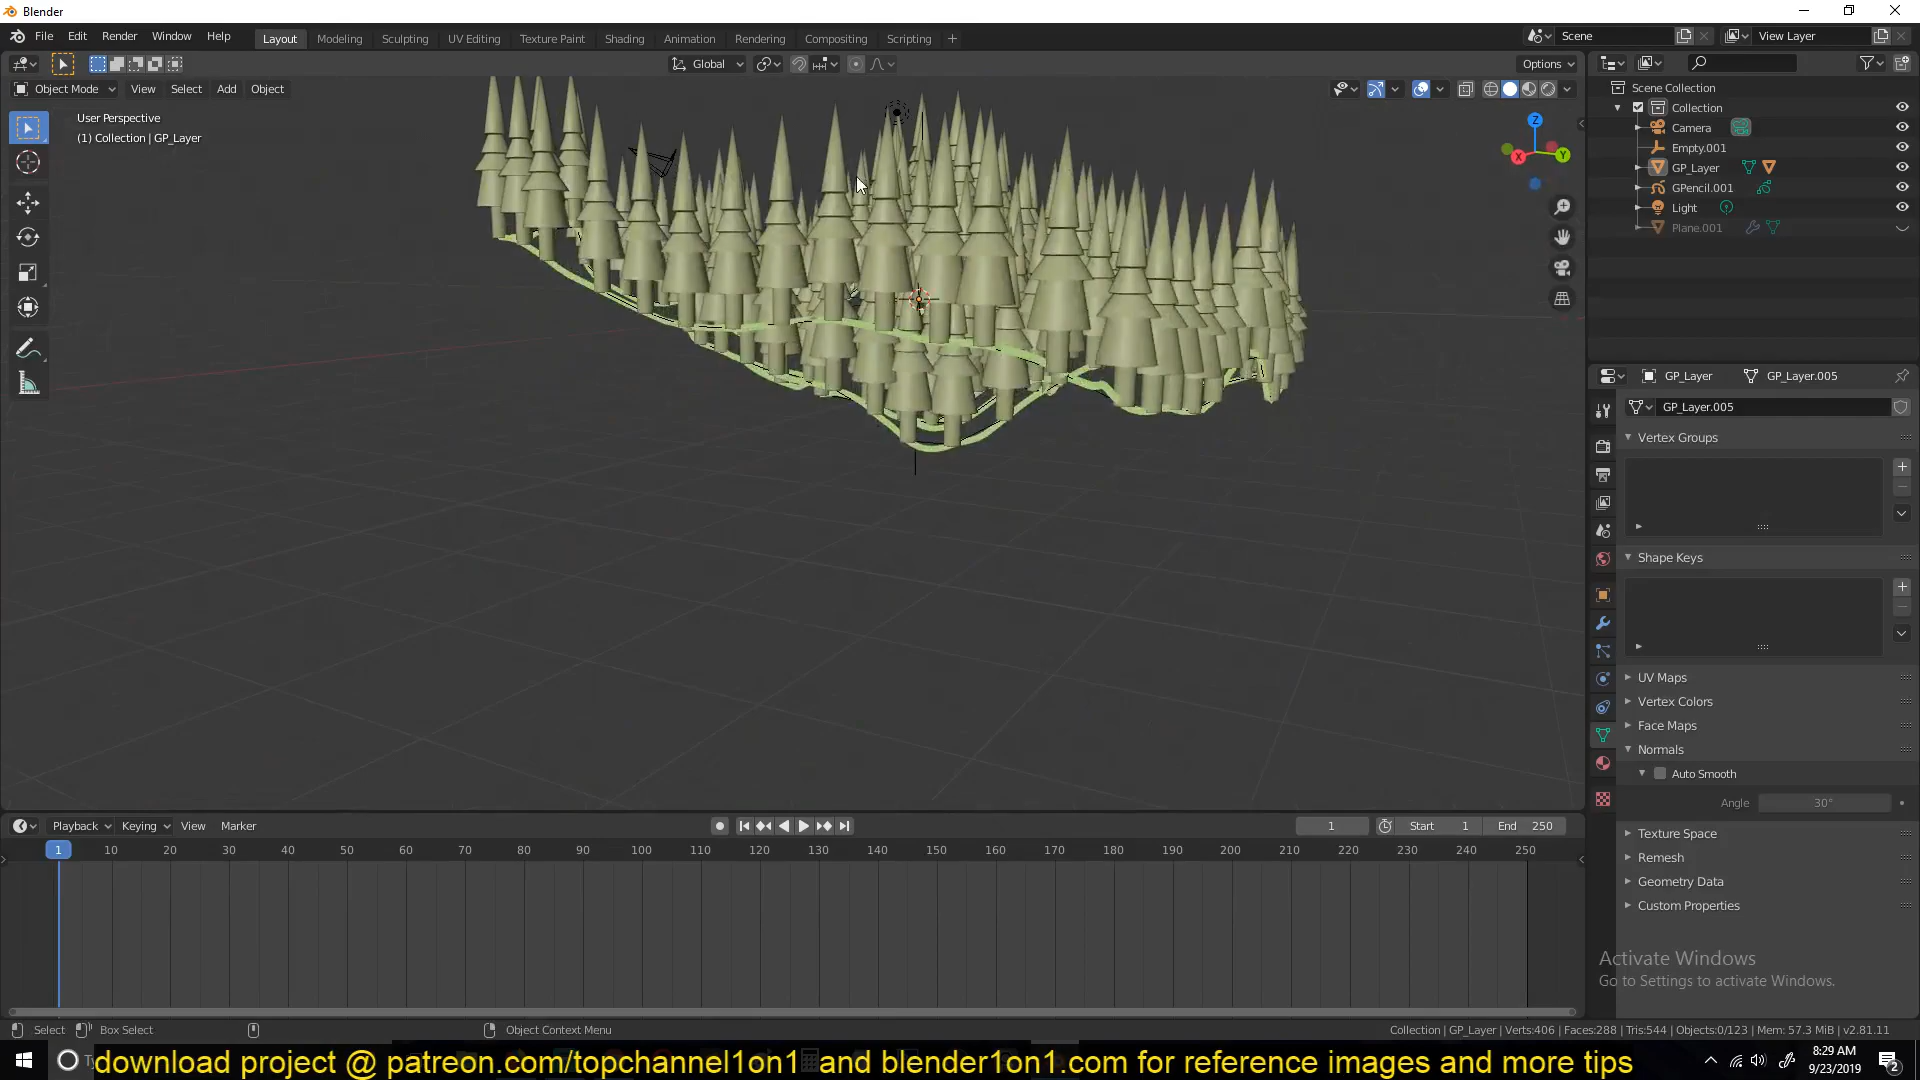 Blender
File Edit Render Window Help Layout Modeling Sculpting UV Editing Texture Paint Shading Animation Rendering Compositing Scripting + Scene View Layer
Global Options
Object Mode View Select Add Object
User Perspective
(1) Collection | GP_Layer
Z
X Y
Scene Collection
Collection
Camera
Empty.001
GP_Layer
GPencil.001
Light
Plane.001
GP_Layer GP_Layer.005
GP_Layer.005
Vertex Groups
Shape Keys
UV Maps
Vertex Colors
Face Maps
Normals
Auto Smooth
Angle 30°
Texture Space
Remesh
Geometry Data
Custom Properties
Playback Keying View Marker 1 Start 1 End 250
1 10 20 30 40 50 60 70 80 90 100 110 120 130 140 150 160 170 180 190 200 210 220 230 240 250
Activate Windows
Go to Settings to activate Windows.
Select Box Select Object Context Menu Collection | GP_Layer | Verts:406 | Faces:288 | Tris:544 | Objects:0/123 | Mem: 57.3 MiB | v2.81.11
download project @ patreon.com/topchannel1on1 and blender1on1.com for reference images and more tips
8:29 AM
9/23/2019
2